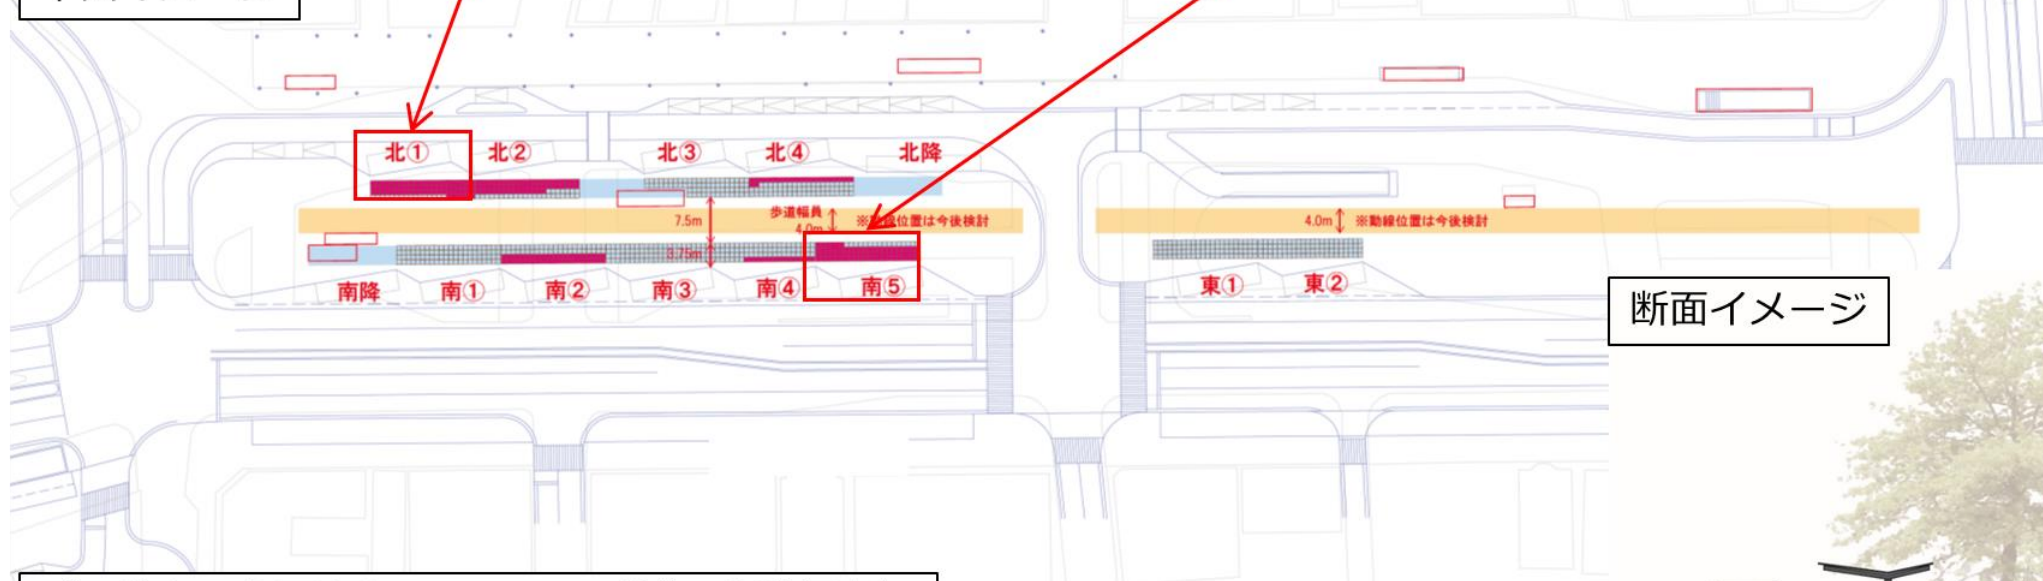 北①
北②
北③
北④
北降
7.5m
歩道幅員
4.0m
※動線位置は今後検討
4.0m
※動線位置は今後検討
3.75m
南降
南①
南②
南③
南④
南⑤
東①
東②
断面イメージ